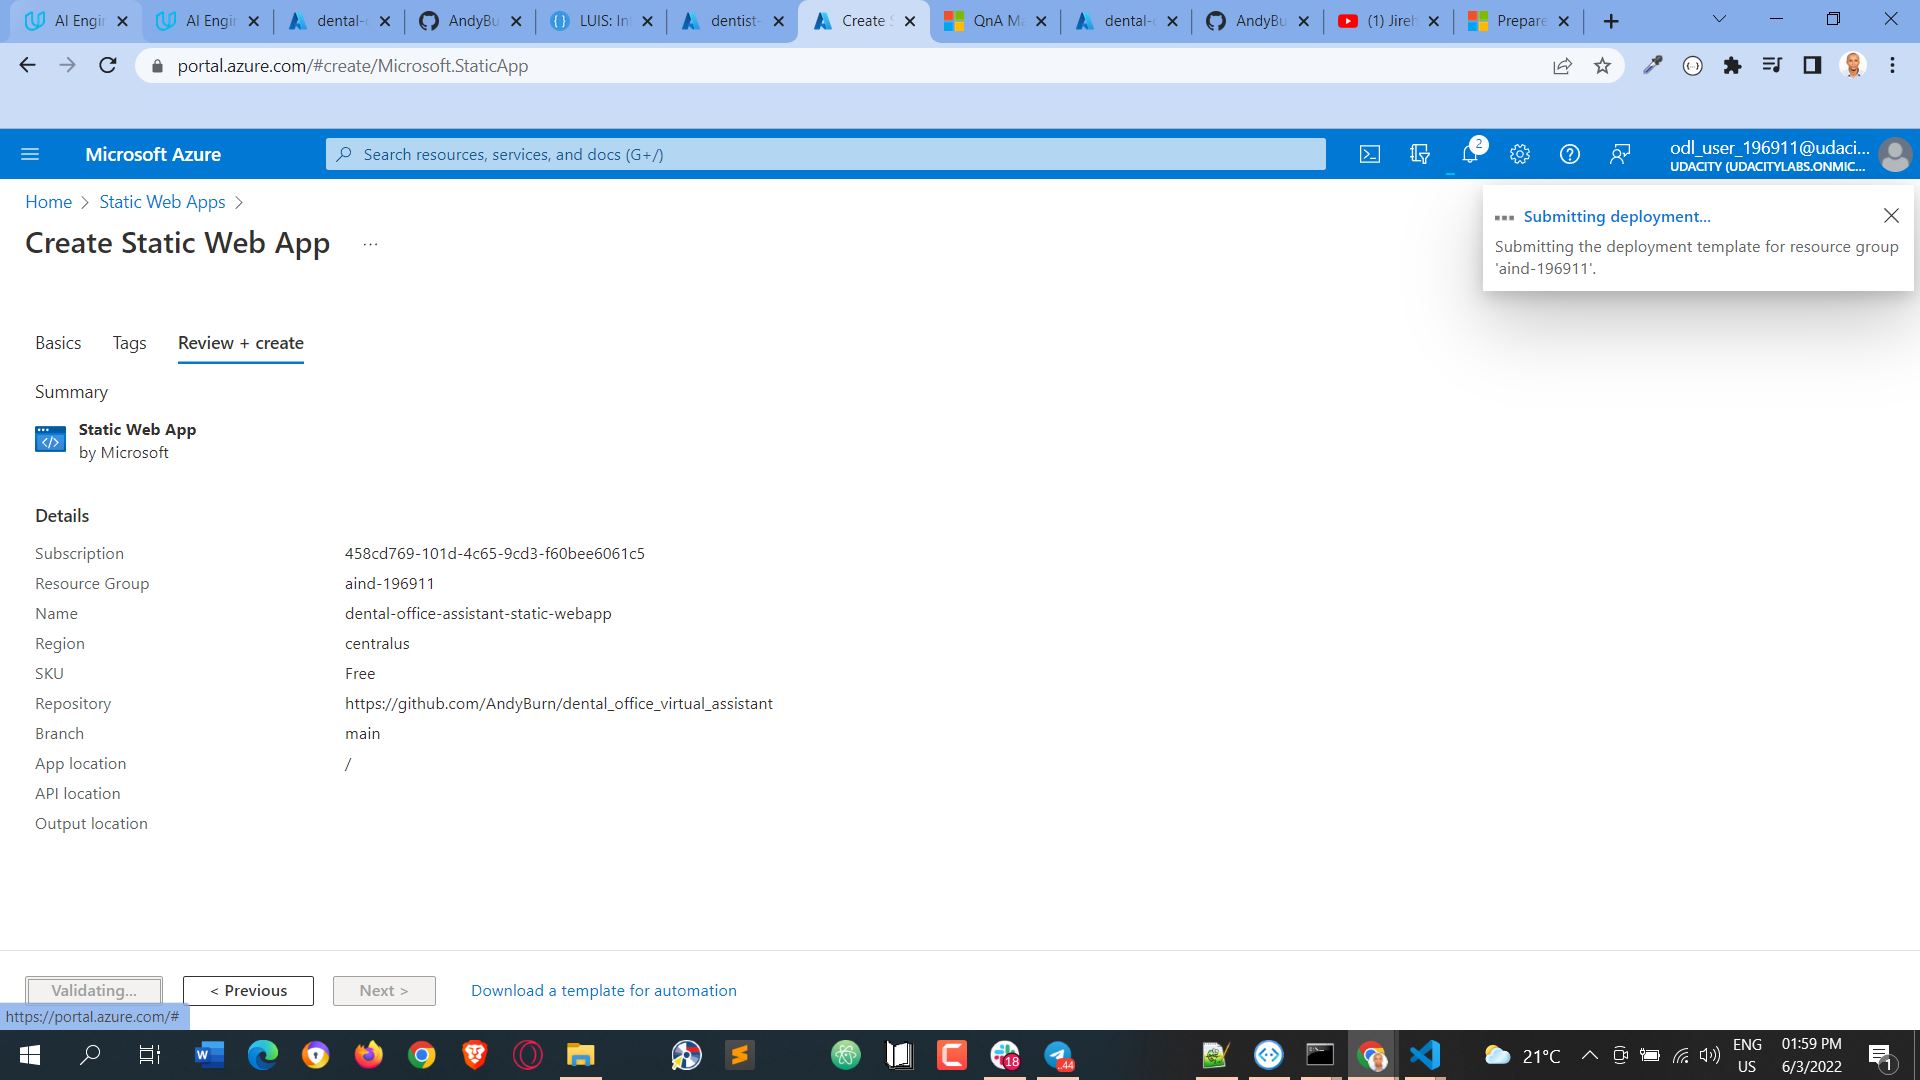 AI Engin
AI Engin
dental-o
AndyBu
LUIS: Int
dentist-
Create S
QnA Ma
dental-o
AndyBu
(1) Jireh
Prepare
portal.azure.com/#create/Microsoft.StaticApp
Microsoft Azure
Search resources, services, and docs (G+/)
2
odl_user_196911@udaci...
UDACITY (UDACITYLABS.ONMIC...
Home
Static Web Apps
Submitting deployment...
Submitting the deployment template for resource group
'aind-196911'.
Create Static Web App
...
Basics
Tags
Review + create
Summary
Static Web App
by Microsoft
Details
Subscription 458cd769-101d-4c65-9cd3-f60bee6061c5
Resource Group aind-196911
Name dental-office-assistant-static-webapp
Region centralus
SKU Free
Repository https://github.com/AndyBurn/dental_office_virtual_assistant
Branch main
App location /
API location
Output location
Validating...
< Previous
Next >
Download a template for automation
https://portal.azure.com/#
18
44
21°C
ENG
US
01:59 PM
6/3/2022
1